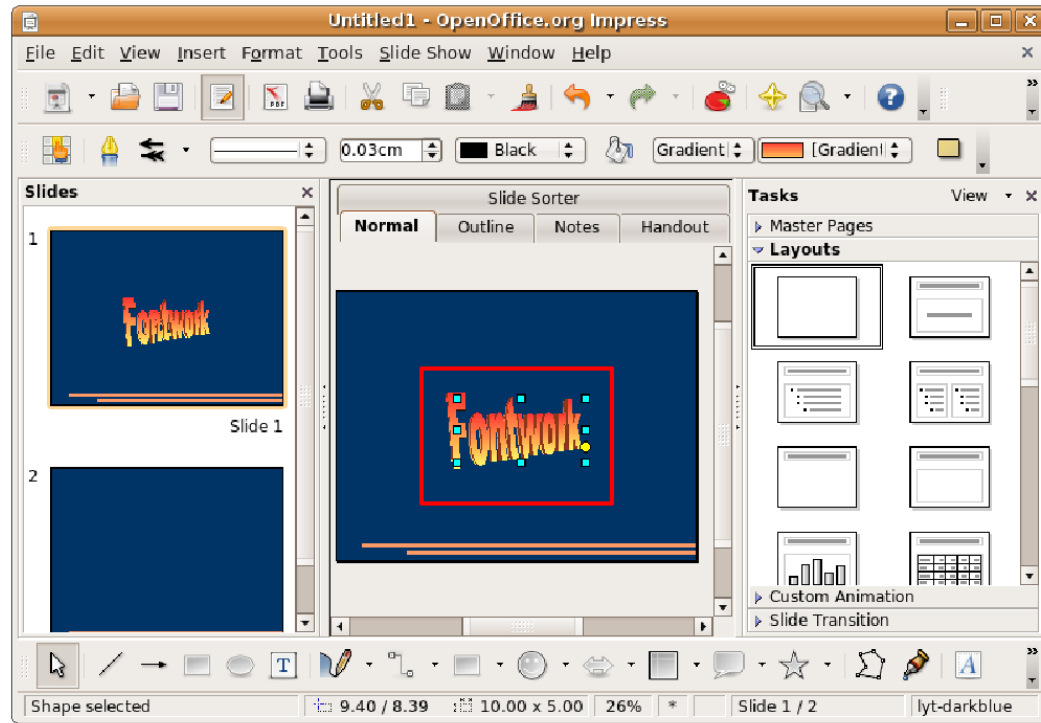 Untitled1 - OpenOffice.org Impress
File Edit View Insert Format Tools Slide Show Window Help
PDF
0.03cm Black Gradient [Gradient
Slides
Slide Sorter
Tasks View
Normal Outline Notes Handout
Master Pages
Layouts
1
Fontwork
Slide 1
2
Fontwork
Custom Animation
Slide Transition
T
A
Shape selected 9.40 / 8.39 10.00 x 5.00 26% * Slide 1 / 2 lyt-darkblue